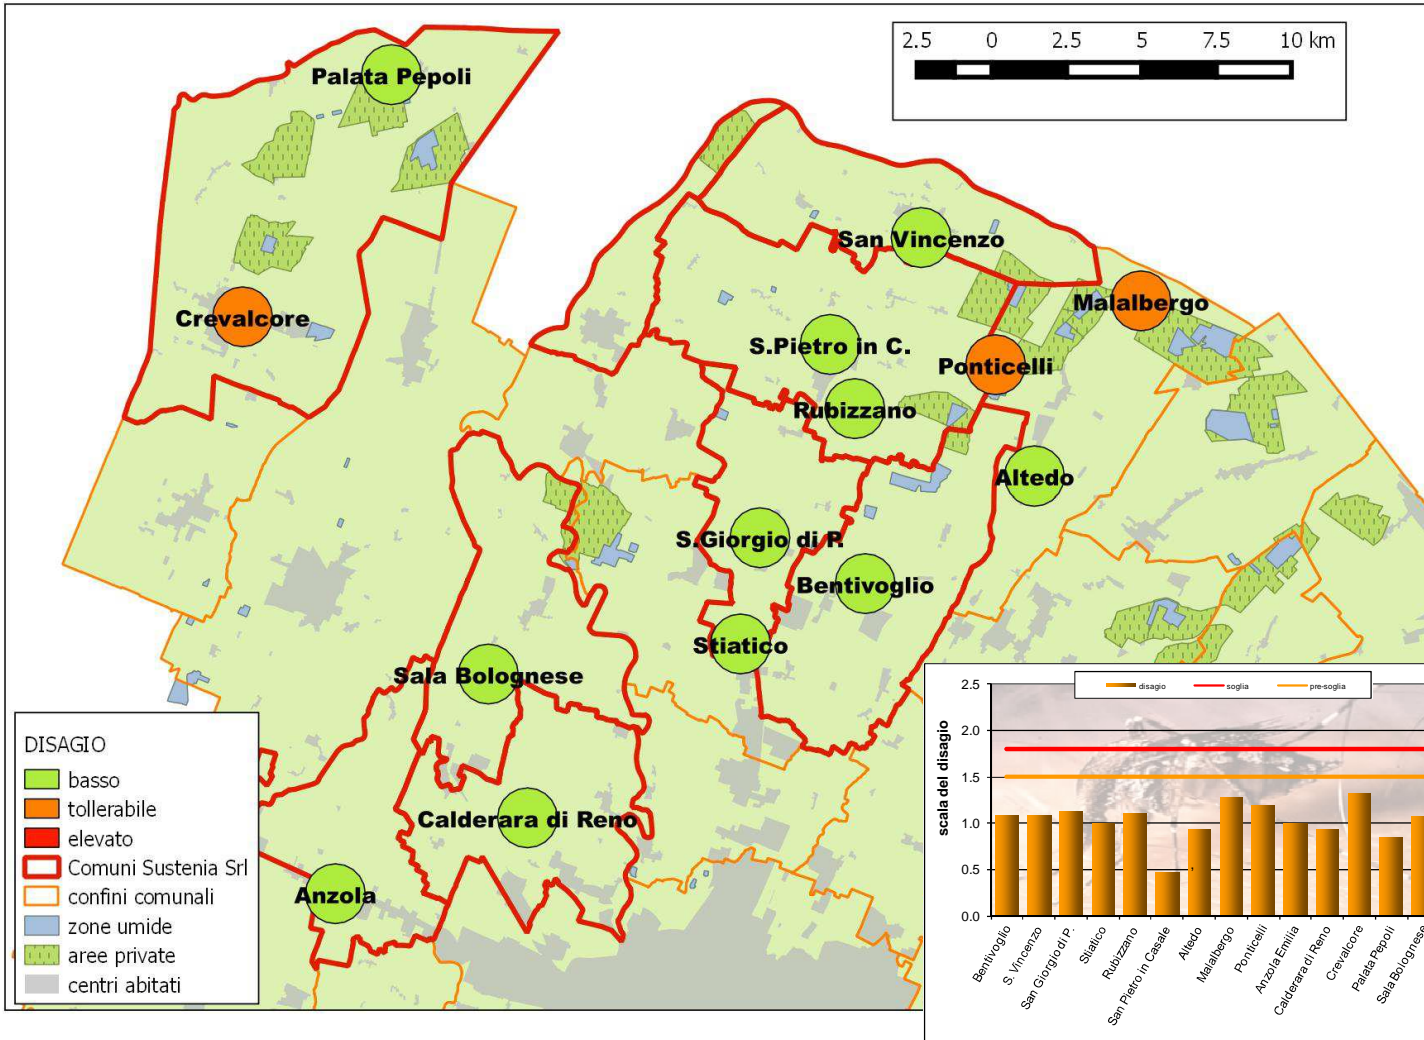 2.5 0 2.5 5 7.5 10 km
Palata Pepoli
San Vincenzo
Malalbergo
Crevalcore
S.Pietro in C.
Ponticelli
Rubizzano
Altedo
S.Giorgio di P.
Bentivoglio
Stiatico
Sala Bolognese
Calderara di Reno
Anzola
DISAGIO
basso
tollerabile
elevato
Comuni Sustenia Srl
confini comunali
zone umide
aree private
centri abitati
disagio soglia pre-soglia
scala del disagio
2.5
2.0
1.5
1.0
0.5
0.0
Bentivoglio
S. Vincenzo
San Giorgio di P.
Stiatico
Rubizzano
San Pietro in Casale
Altedo
Malalbergo
Ponticelli
Anzola Emilia
Calderara di Reno
Crevalcore
Palata Pepoli
Sala Bolognese